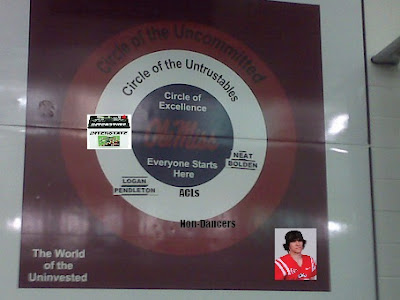 Circle of the Uncommitted
Circle of the Untrustables
Circle of
Excellence
Ole Miss
Everyone Starts
Here
NEAT
BOLDEN
LOGAN
PENDLETON
ACLs
Non-Dancers
The World
of the
Uninvested